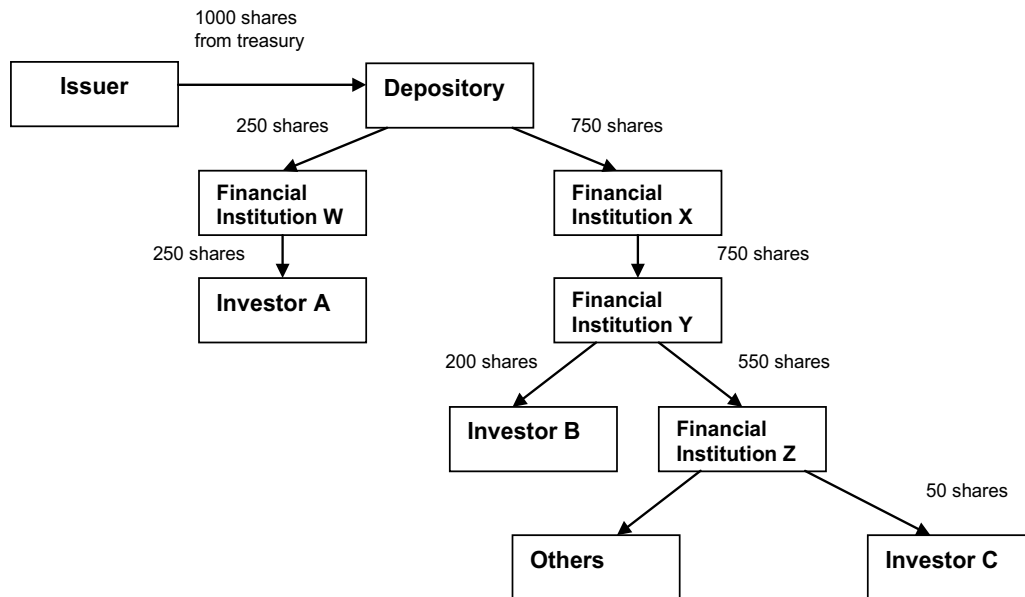 1000 shares
from treasury
Issuer
Depository
250 shares
750 shares
Financial
Institution W
Financial
Institution X
250 shares
750 shares
Investor A
Financial
Institution Y
200 shares
550 shares
Investor B
Financial
Institution Z
50 shares
Others
Investor C